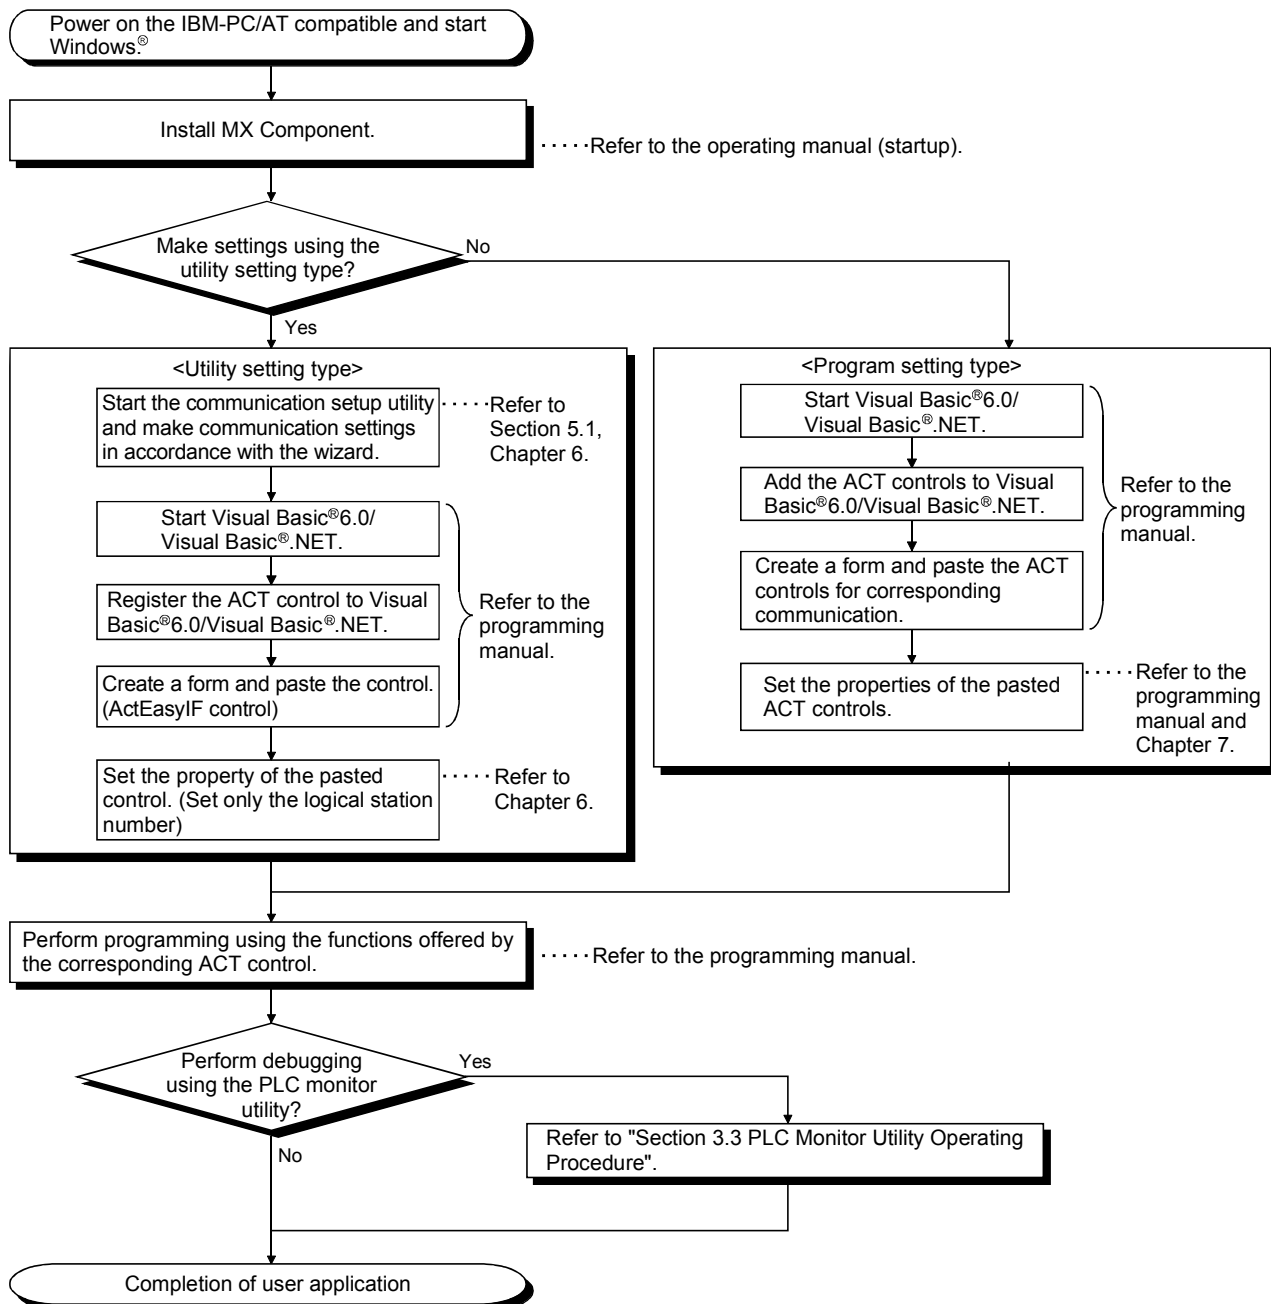 Power on the IBM-PC/AT compatible and start
Windows.®
Install MX Component.
·····Refer to the operating manual (startup).
Make settings using the
utility setting type?
No
Yes
<Utility setting type>
Start the communication setup utility
and make communication settings
in accordance with the wizard.
·····Refer to
Section 5.1,
Chapter 6.
Start Visual Basic®6.0/
Visual Basic®.NET.
Register the ACT control to Visual
Basic®6.0/Visual Basic®.NET.
Create a form and paste the control.
(ActEasyIF control)
Refer to the
programming
manual.
Set the property of the pasted
control. (Set only the logical station
number)
·····Refer to
Chapter 6.
<Program setting type>
Start Visual Basic®6.0/
Visual Basic®.NET.
Add the ACT controls to Visual
Basic®6.0/Visual Basic®.NET.
Create a form and paste the ACT
controls for corresponding
communication.
Refer to the
programming
manual.
Set the properties of the pasted
ACT controls.
·····Refer to the
programming
manual and
Chapter 7.
Perform programming using the functions offered by
the corresponding ACT control.
·····Refer to the programming manual.
Perform debugging
using the PLC monitor
utility?
Yes
No
Refer to "Section 3.3 PLC Monitor Utility Operating
Procedure".
Completion of user application